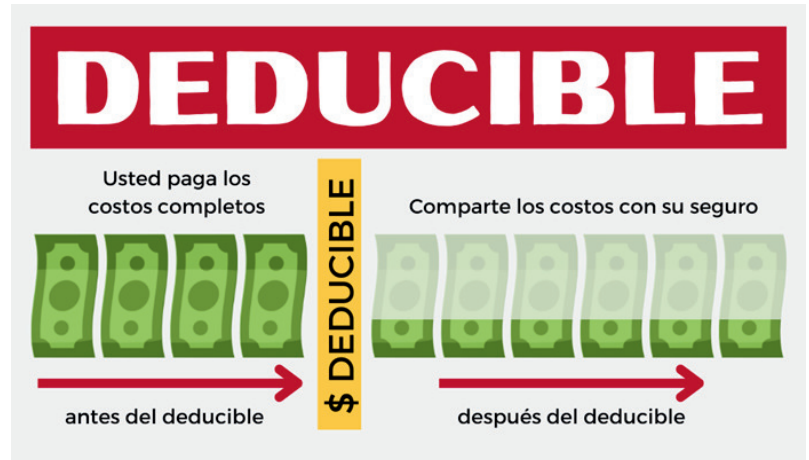 DEDUCIBLE
Usted paga los
costos completos
$ DEDUCIBLE
Comparte los costos con su seguro
antes del deducible
después del deducible